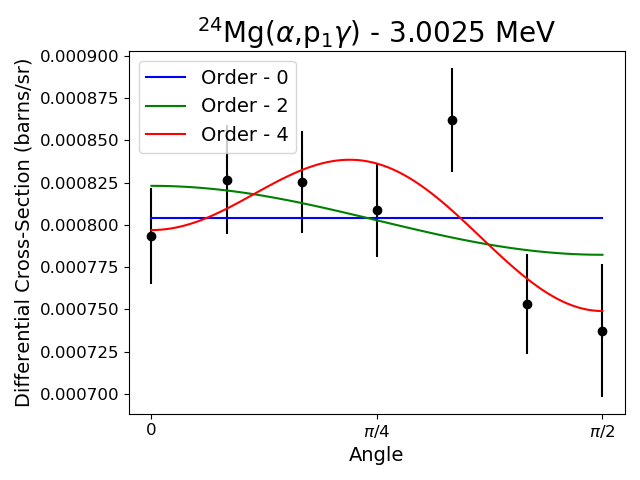 ²⁴Mg(α,p₁γ) - 3.0025 MeV
Differential Cross-Section (barns/sr)
0.000900
0.000875
0.000850
0.000825
0.000800
0.000775
0.000750
0.000725
0.000700
Order - 0
Order - 2
Order - 4
0
π/4
π/2
Angle